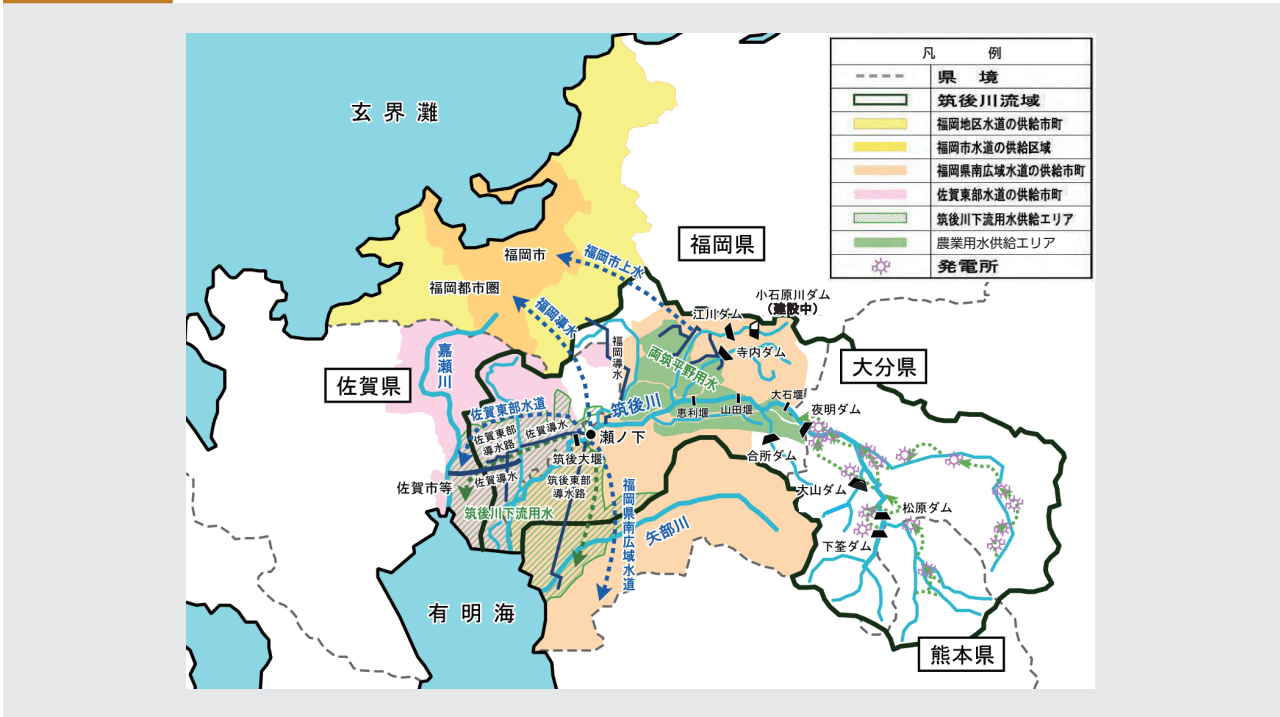 玄界灘
凡例
県境
筑後川流域
福岡地区水道の供給市町
福岡市水道の供給区域
福岡県南広域水道の供給市町
佐賀東部水道の供給市町
筑後川下流用水供給エリア
農業用水供給エリア
発電所
福岡県
福岡市
福岡市上水
福岡都市圏
福岡導水
小石原川ダム
(建設中)
江川ダム
寺内ダム
福岡導水
両筑平野用水
嘉瀬川
佐賀県
大分県
大石堰
夜明ダム
筑後川
恵利堰
山田堰
佐賀東部水道
佐賀東部
導水路
佐賀導水
瀬ノ下
筑後大堰
合所ダム
佐賀導水
筑後東部
導水路
佐賀市等
大山ダム
松原ダム
筑後川下流用水
福岡県南広域水道
矢部川
下筌ダム
有明海
熊本県